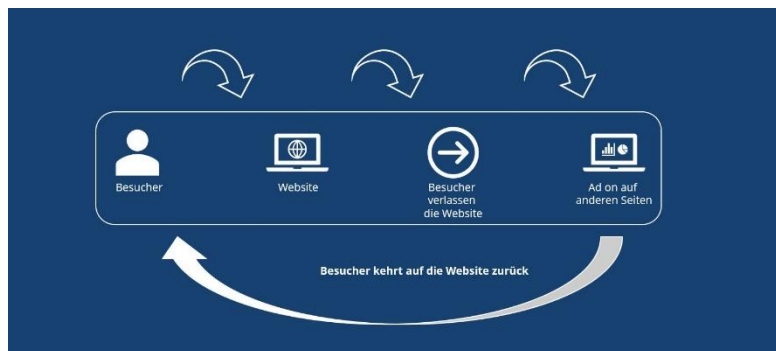 Besucher
Website
Besucher
verlassen
die Website
Ad on auf
anderen Seiten
Besucher kehrt auf die Website zurück